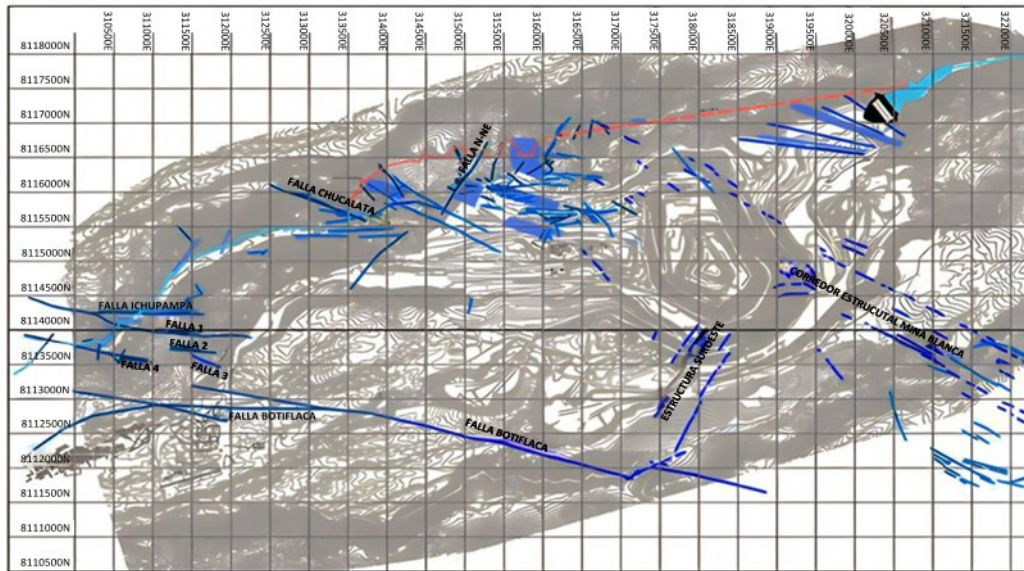 310500E
311000E
311500E
312000E
312500E
313000E
313500E
314000E
314500E
315000E
315500E
316000E
316500E
317000E
317500E
318000E
318500E
319000E
319500E
320000E
320500E
321000E
321500E
8118000N
8117500N
8117000N
8116500N
8116000N
8115500N
8115000N
8114500N
8114000N
8113500N
8113000N
8112500N
8112000N
8111500N
8111000N
8110500N
FALLA N-NE
FALLA CHUCALATA
CORREDOR ESTRUCUTAL MINA BLANCA
FALLA ICHUPAMPA
FALLA 1
FALLA 2
FALLA 4
FALLA 3
ESTRUCTURA SUROESTE
FALLA BOTIFLACA
FALLA BOTIFLACA